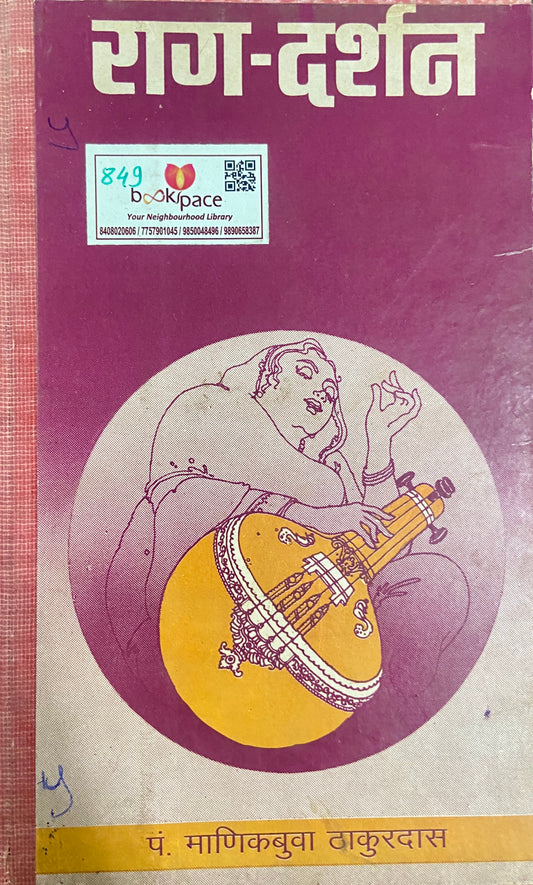 राग-दर्शन
y
849
bookspace
Your Neighbourhood Library
8408020606 / 7757901045 / 9850048496 / 9890658387
y
पं. माणिकबुवा ठाकुरदास